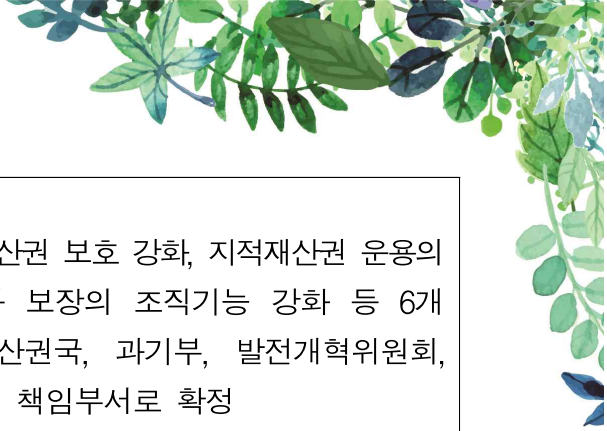 산권 보호 강화, 지적재산권 운용의
보장의 조직기능 강화 등 6개
산권국, 과기부, 발전개혁위원회,
책임부서로 확정